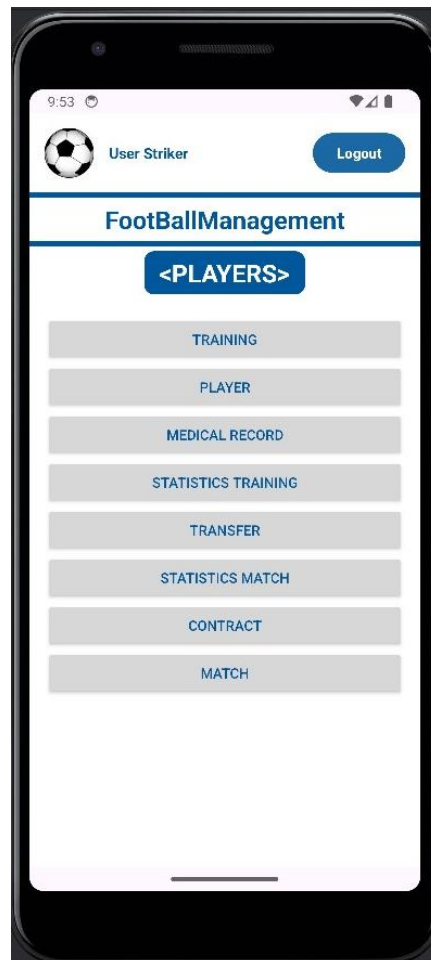 9:53
User Striker
Logout
FootBallManagement
<PLAYERS>
TRAINING
PLAYER
MEDICAL RECORD
STATISTICS TRAINING
TRANSFER
STATISTICS MATCH
CONTRACT
MATCH